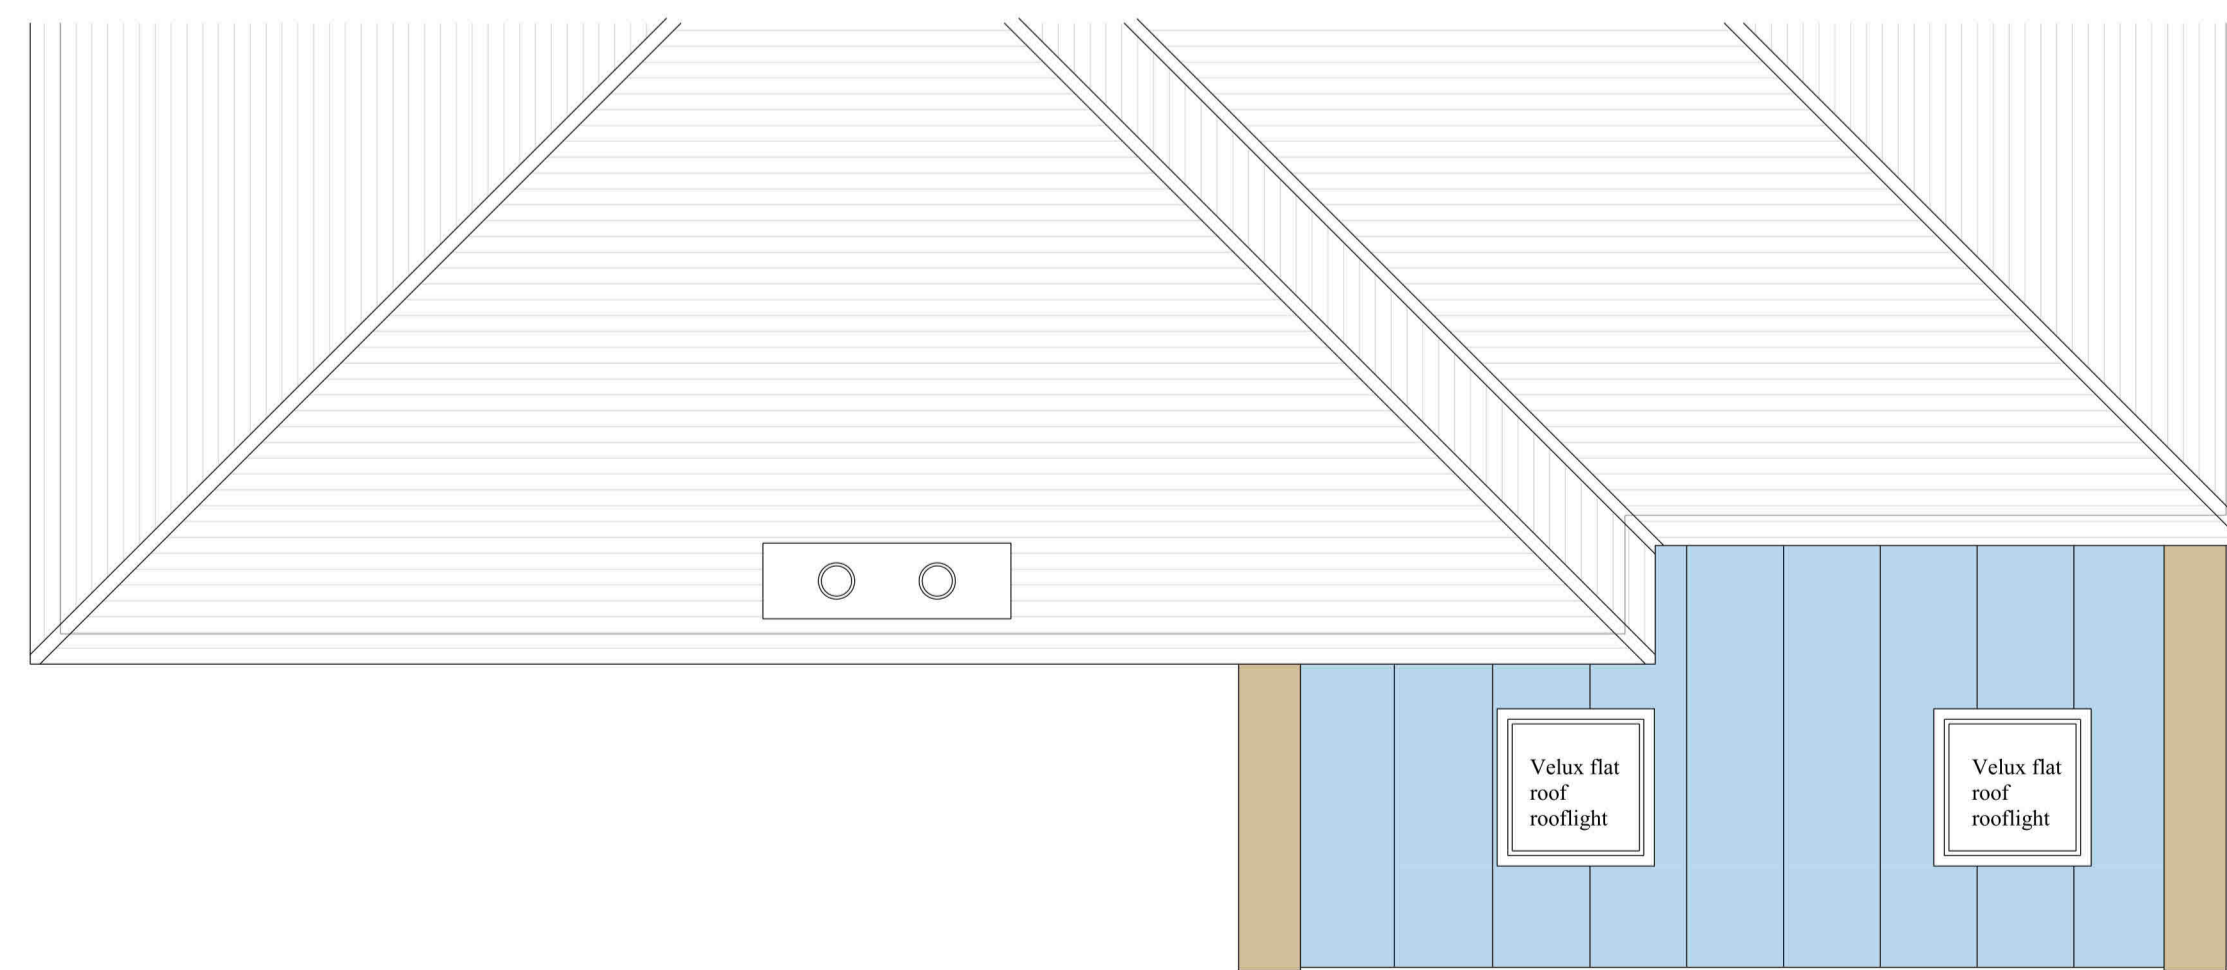 Velux flat
roof
rooflight
Velux flat
roof
rooflight